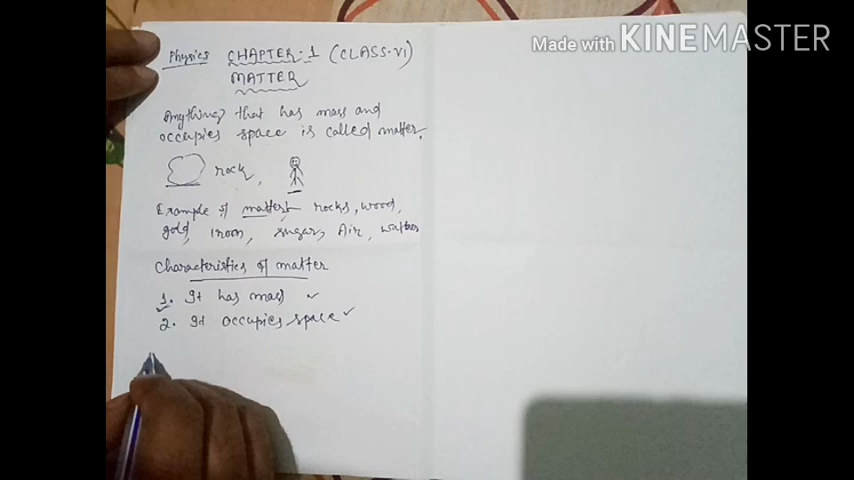 Made with KINEMASTER
Physics CHAPTER-1 (CLASS-VI)
MATTER
Anything that has mass and
occupies space is called matter.
rock,
Example of matter rocks, wood,
gold, Iron, sugar, Air, water
Characteristics of matter
1. It has mass ✓
2. It occupies space ✓